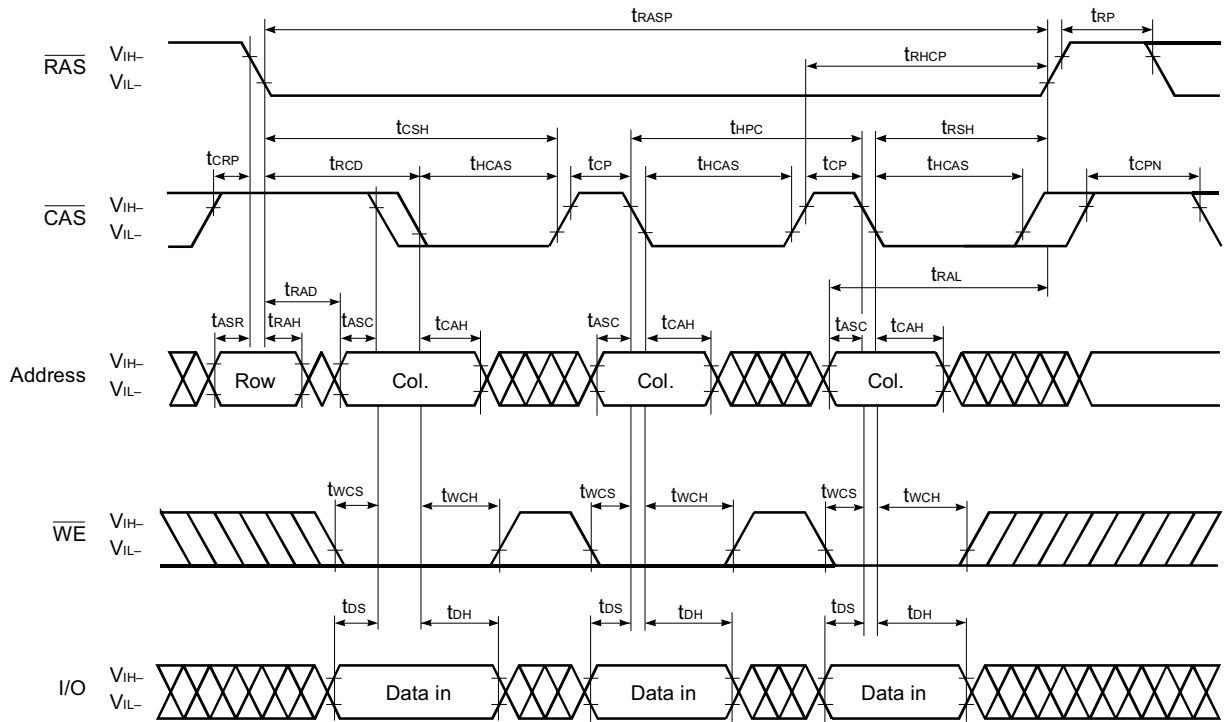 tRASP
tRP
RAS
VIH–
VIL–
tRHCP
tCSH
tHPC
tRSH
tCRP
tRCD
tHCAS
tCP
tHCAS
tCP
tHCAS
tCPN
CAS
VIH–
VIL–
tRAD
tRAL
tASR
tRAH
tASC
tCAH
tASC
tCAH
tASC
tCAH
Address
VIH–
VIL–
Row
Col.
Col.
Col.
tWCS
tWCH
tWCS
tWCH
tWCS
tWCH
WE
VIH–
VIL–
tDS
tDH
tDS
tDH
tDS
tDH
I/O
VIH–
VIL–
Data in
Data in
Data in